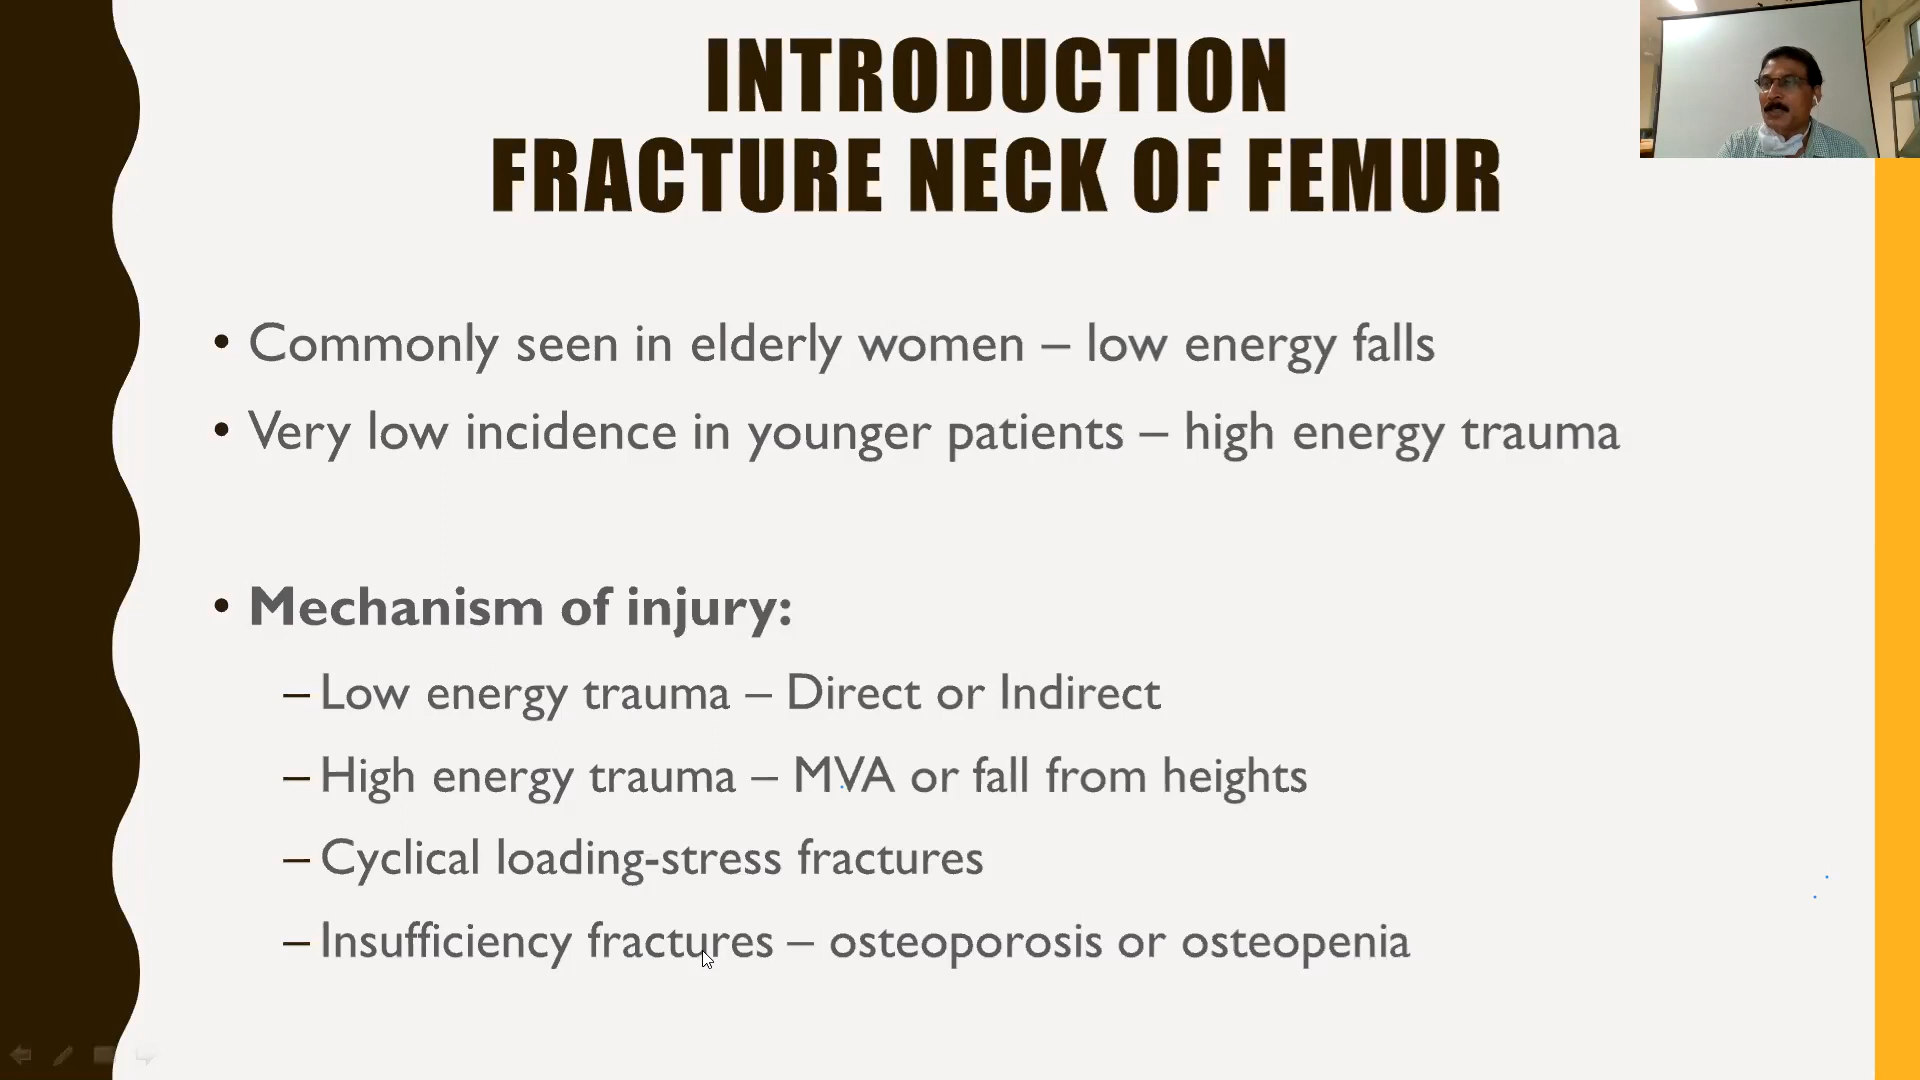 INTRODUCTION
FRACTURE NECK OF FEMUR
• Commonly seen in elderly women – low energy falls
• Very low incidence in younger patients – high energy trauma
• Mechanism of injury:
– Low energy trauma – Direct or Indirect
– High energy trauma – MVA or fall from heights
– Cyclical loading-stress fractures
– Insufficiency fractures – osteoporosis or osteopenia